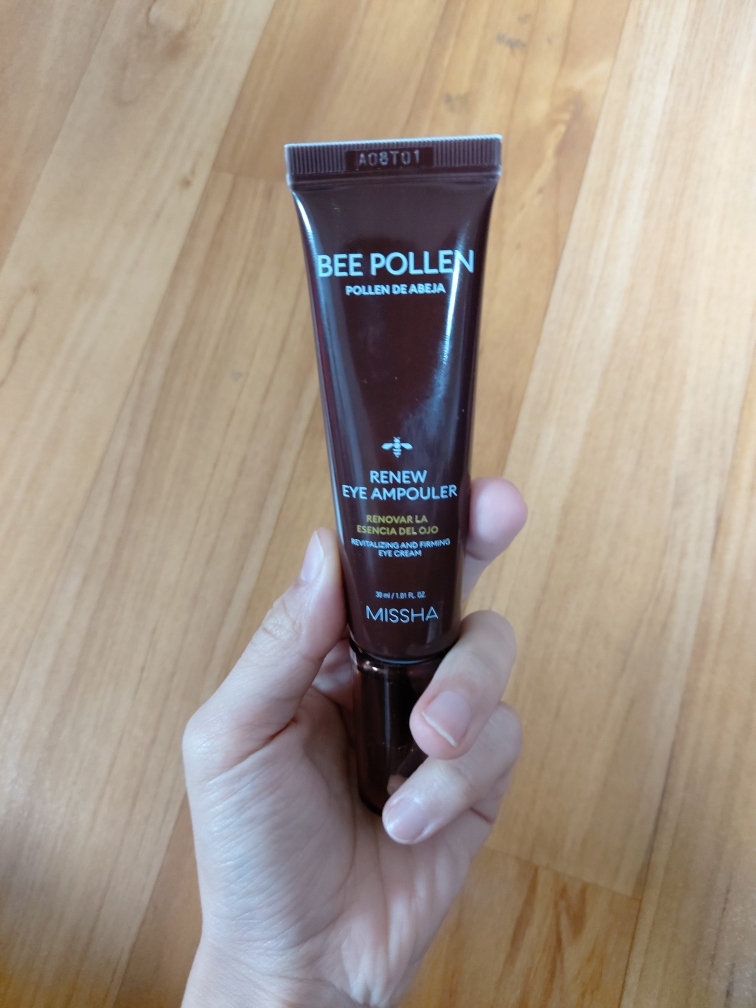 A08T01
BEE POLLEN
POLLEN DE ABEJA
RENEW
EYE AMPOULER
RENOVAR LA
ESENCIA DEL OJO
REVITALIZING AND FIRMING
EYE CREAM
30 ml / 1.01 FL. OZ.
MISSHA